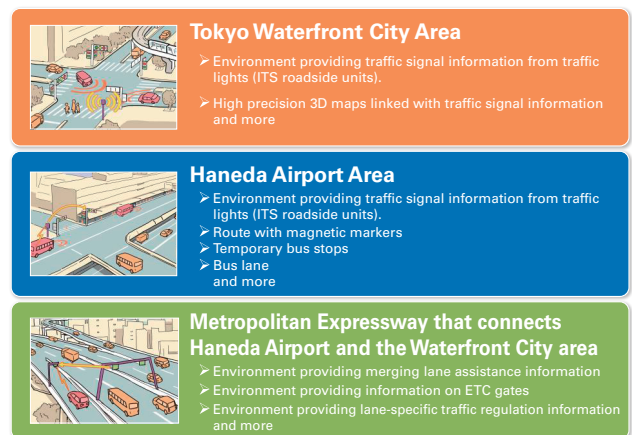 Tokyo Waterfront City Area
➢ Environment providing traffic signal information from traffic
lights (ITS roadside units).
➢ High precision 3D maps linked with traffic signal information
and more
Haneda Airport Area
➢ Environment providing traffic signal information from traffic
lights (ITS roadside units).
➢ Route with magnetic markers
➢ Temporary bus stops
➢ Bus lane
and more
Metropolitan Expressway that connects
Haneda Airport and the Waterfront City area
➢ Environment providing merging lane assistance information
➢ Environment providing information on ETC gates
➢ Environment providing lane-specific traffic regulation information
and more